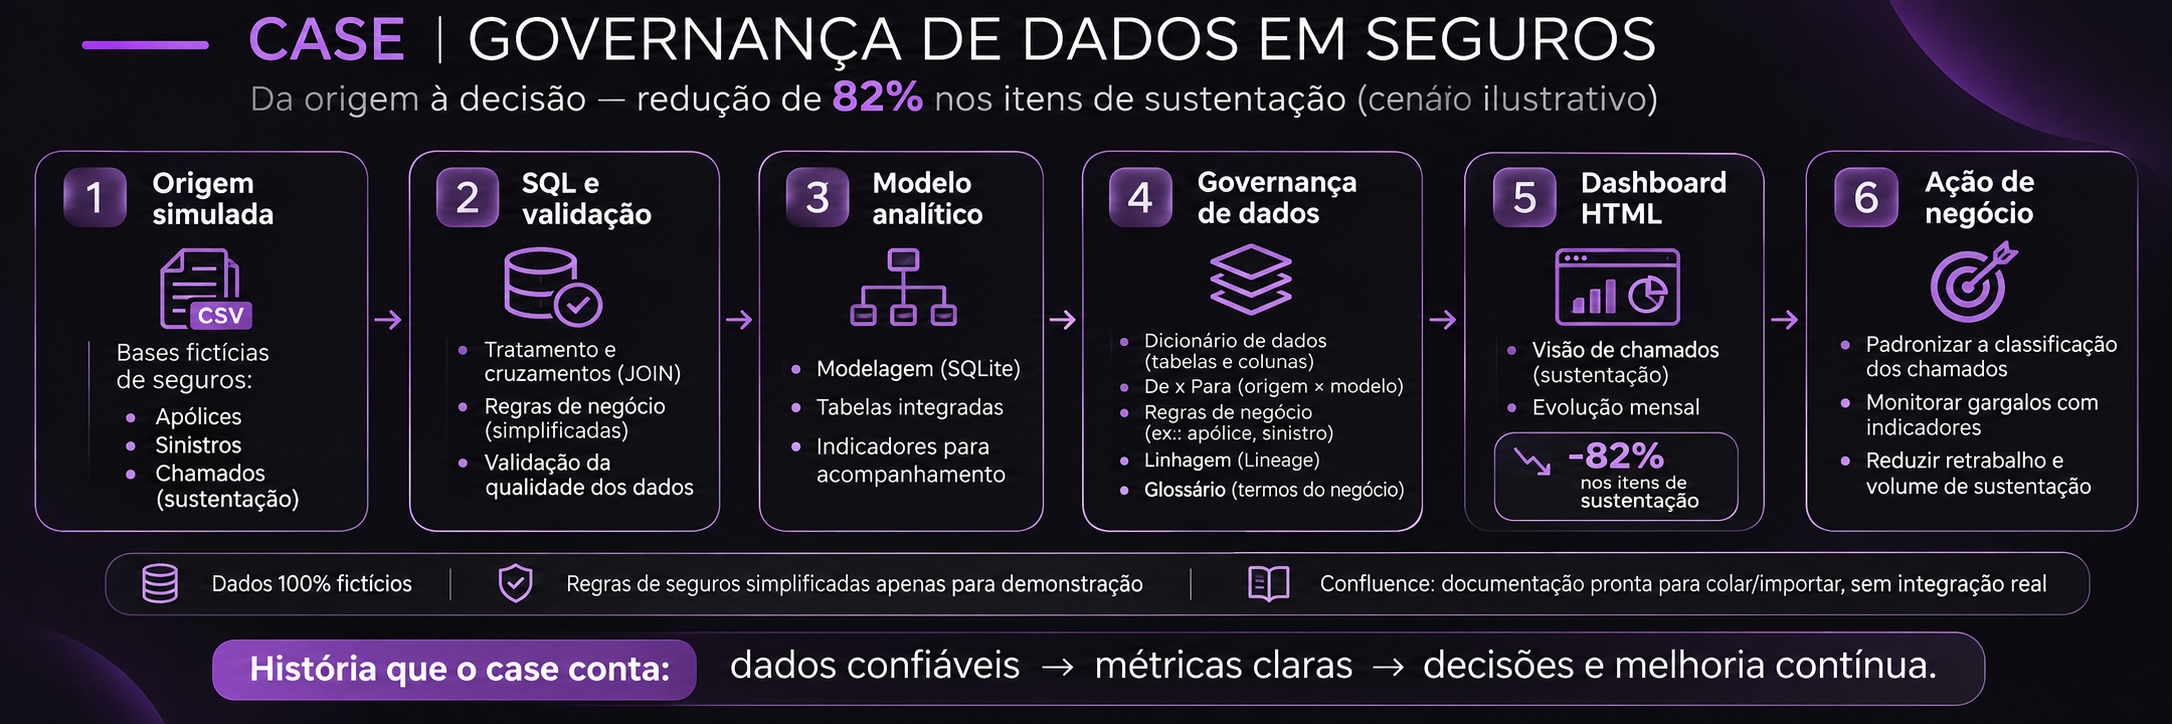 CASE | GOVERNANÇA DE DADOS EM SEGUROS
Da origem à decisão — redução de 82% nos itens de sustentação (cenáio ilustrativo)
1
Origem
simulada
CSV
Bases fictícias
de seguros:
• Apólices
• Sinistros
• Chamados
(sustentação)
2
SQL e
validação
• Tratamento e
cruzamentos (JOIN)
• Regras de negócio
(simplificadas)
• Validação da
qualidade dos dados
3
Modelo
analítico
• Modelagem (SQLite)
• Tabelas integradas
• Indicadores para
acompanhamento
4
Governança
de dados
• Dicionário de dados
(tabelas e colunas)
• De x Para (origem × modelo)
• Regras de negócio
(ex:: apólice, sinistro)
• Linhagem (Lineage)
• Glossário (termos do negócio)
5
Dashboard
HTML
• Visão de chamados
(sustentação)
• Evolução mensal
-82%
nos itens de
sustentação
6
Ação de
negócio
• Padronizar a classificação
dos chamados
• Monitorar gargalos com
indicadores
• Reduzir retrabalho e
volume de sustentação
Dados 100% fictícios
Regras de seguros simplificadas apenas para demonstração
Confluence: documentação pronta para colar/importar, sem integração real
História que o case conta:
dados confiáveis → métricas claras → decisões e melhoria contínua.